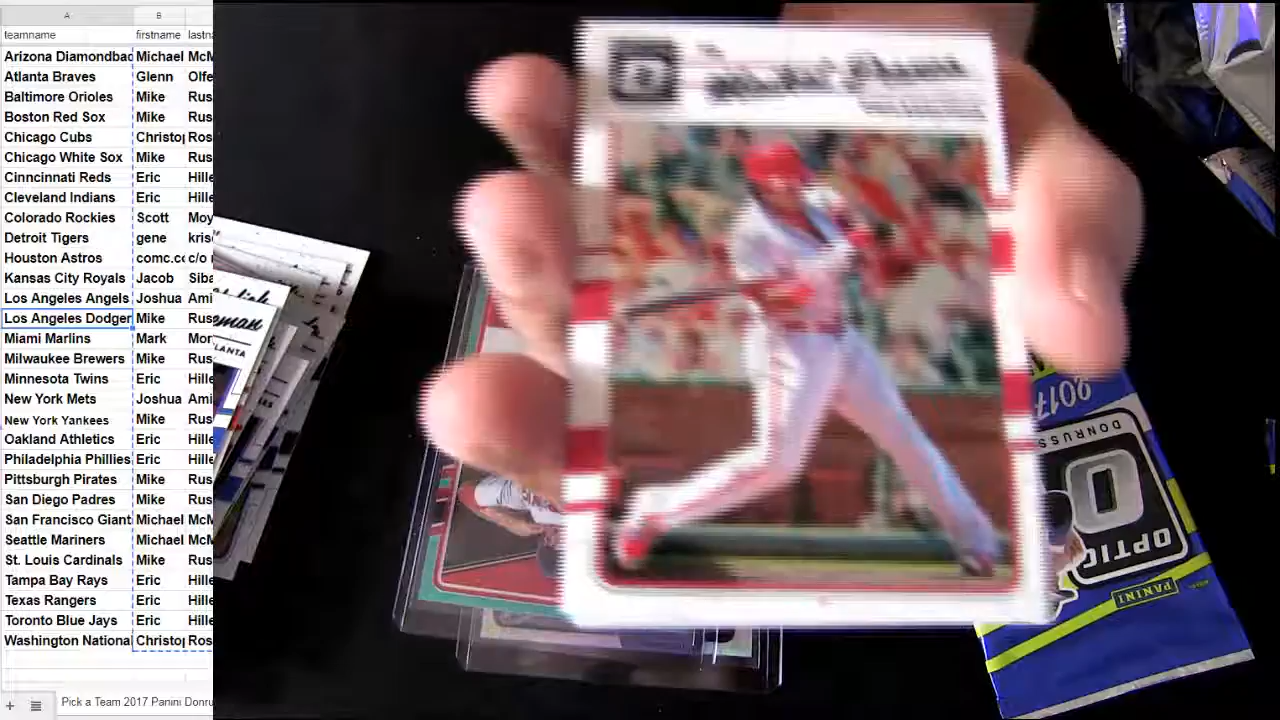 A B
teamname firstname lastn
Arizona Diamondbac Michael McM
Atlanta Braves Glenn Olfe
Baltimore Orioles Mike Rus
Boston Red Sox Mike Rus
Chicago Cubs Christop Ros
Chicago White Sox Mike Rus
Cinncinnati Reds Eric Hille
Cleveland Indians Eric Hille
Colorado Rockies Scott Moy
Detroit Tigers gene kris
Houston Astros comc.co c/o
Kansas City Royals Jacob Siba
Los Angeles Angels Joshua Ami
Los Angeles Dodger Mike Rus
Miami Marlins Mark Mor
Milwaukee Brewers Mike Rus
Minnesota Twins Eric Hille
New York Mets Joshua Ami
New York Yankees Mike Rus
Oakland Athletics Eric Hille
Philadelphia Phillies Eric Hille
Pittsburgh Pirates Mike Rus
San Diego Padres Mike Rus
San Francisco Giant Michael McM
Seattle Mariners Michael McM
St. Louis Cardinals Mike Rus
Tampa Bay Rays Eric Hille
Texas Rangers Eric Hille
Toronto Blue Jays Eric Hille
Washington National Christop Ros
Pick a Team 2017 Panini Donru
eman
LANTA
2017
DONRUSS
O
OPTIC
PANINI